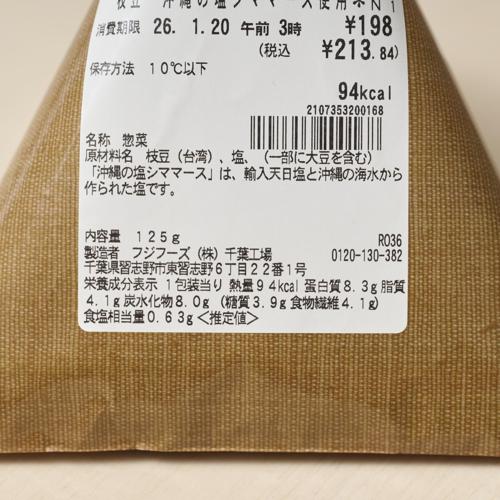 枝豆 沖縄の塩シママース使用
消費期限 26. 1.20 午前 3時 ¥198
(税込 ¥213.84)
保存方法 10℃以下
94kcal
2107353200168
名称 惣菜
原材料名 枝豆(台湾)、塩、(一部に大豆を含む)
「沖縄の塩シママース」は、輸入天日塩と沖縄の海水から
作られた塩です。
内容量 125g R036
製造者 フジフーズ(株)千葉工場 0120-130-382
千葉県習志野市東習志野6丁目22番1号
栄養成分表示 1包装当り 熱量94kcal 蛋白質8.3g 脂質
4.1g 炭水化物8.0g (糖質3.9g 食物繊維4.1g)
食塩相当量0.63g<推定値>